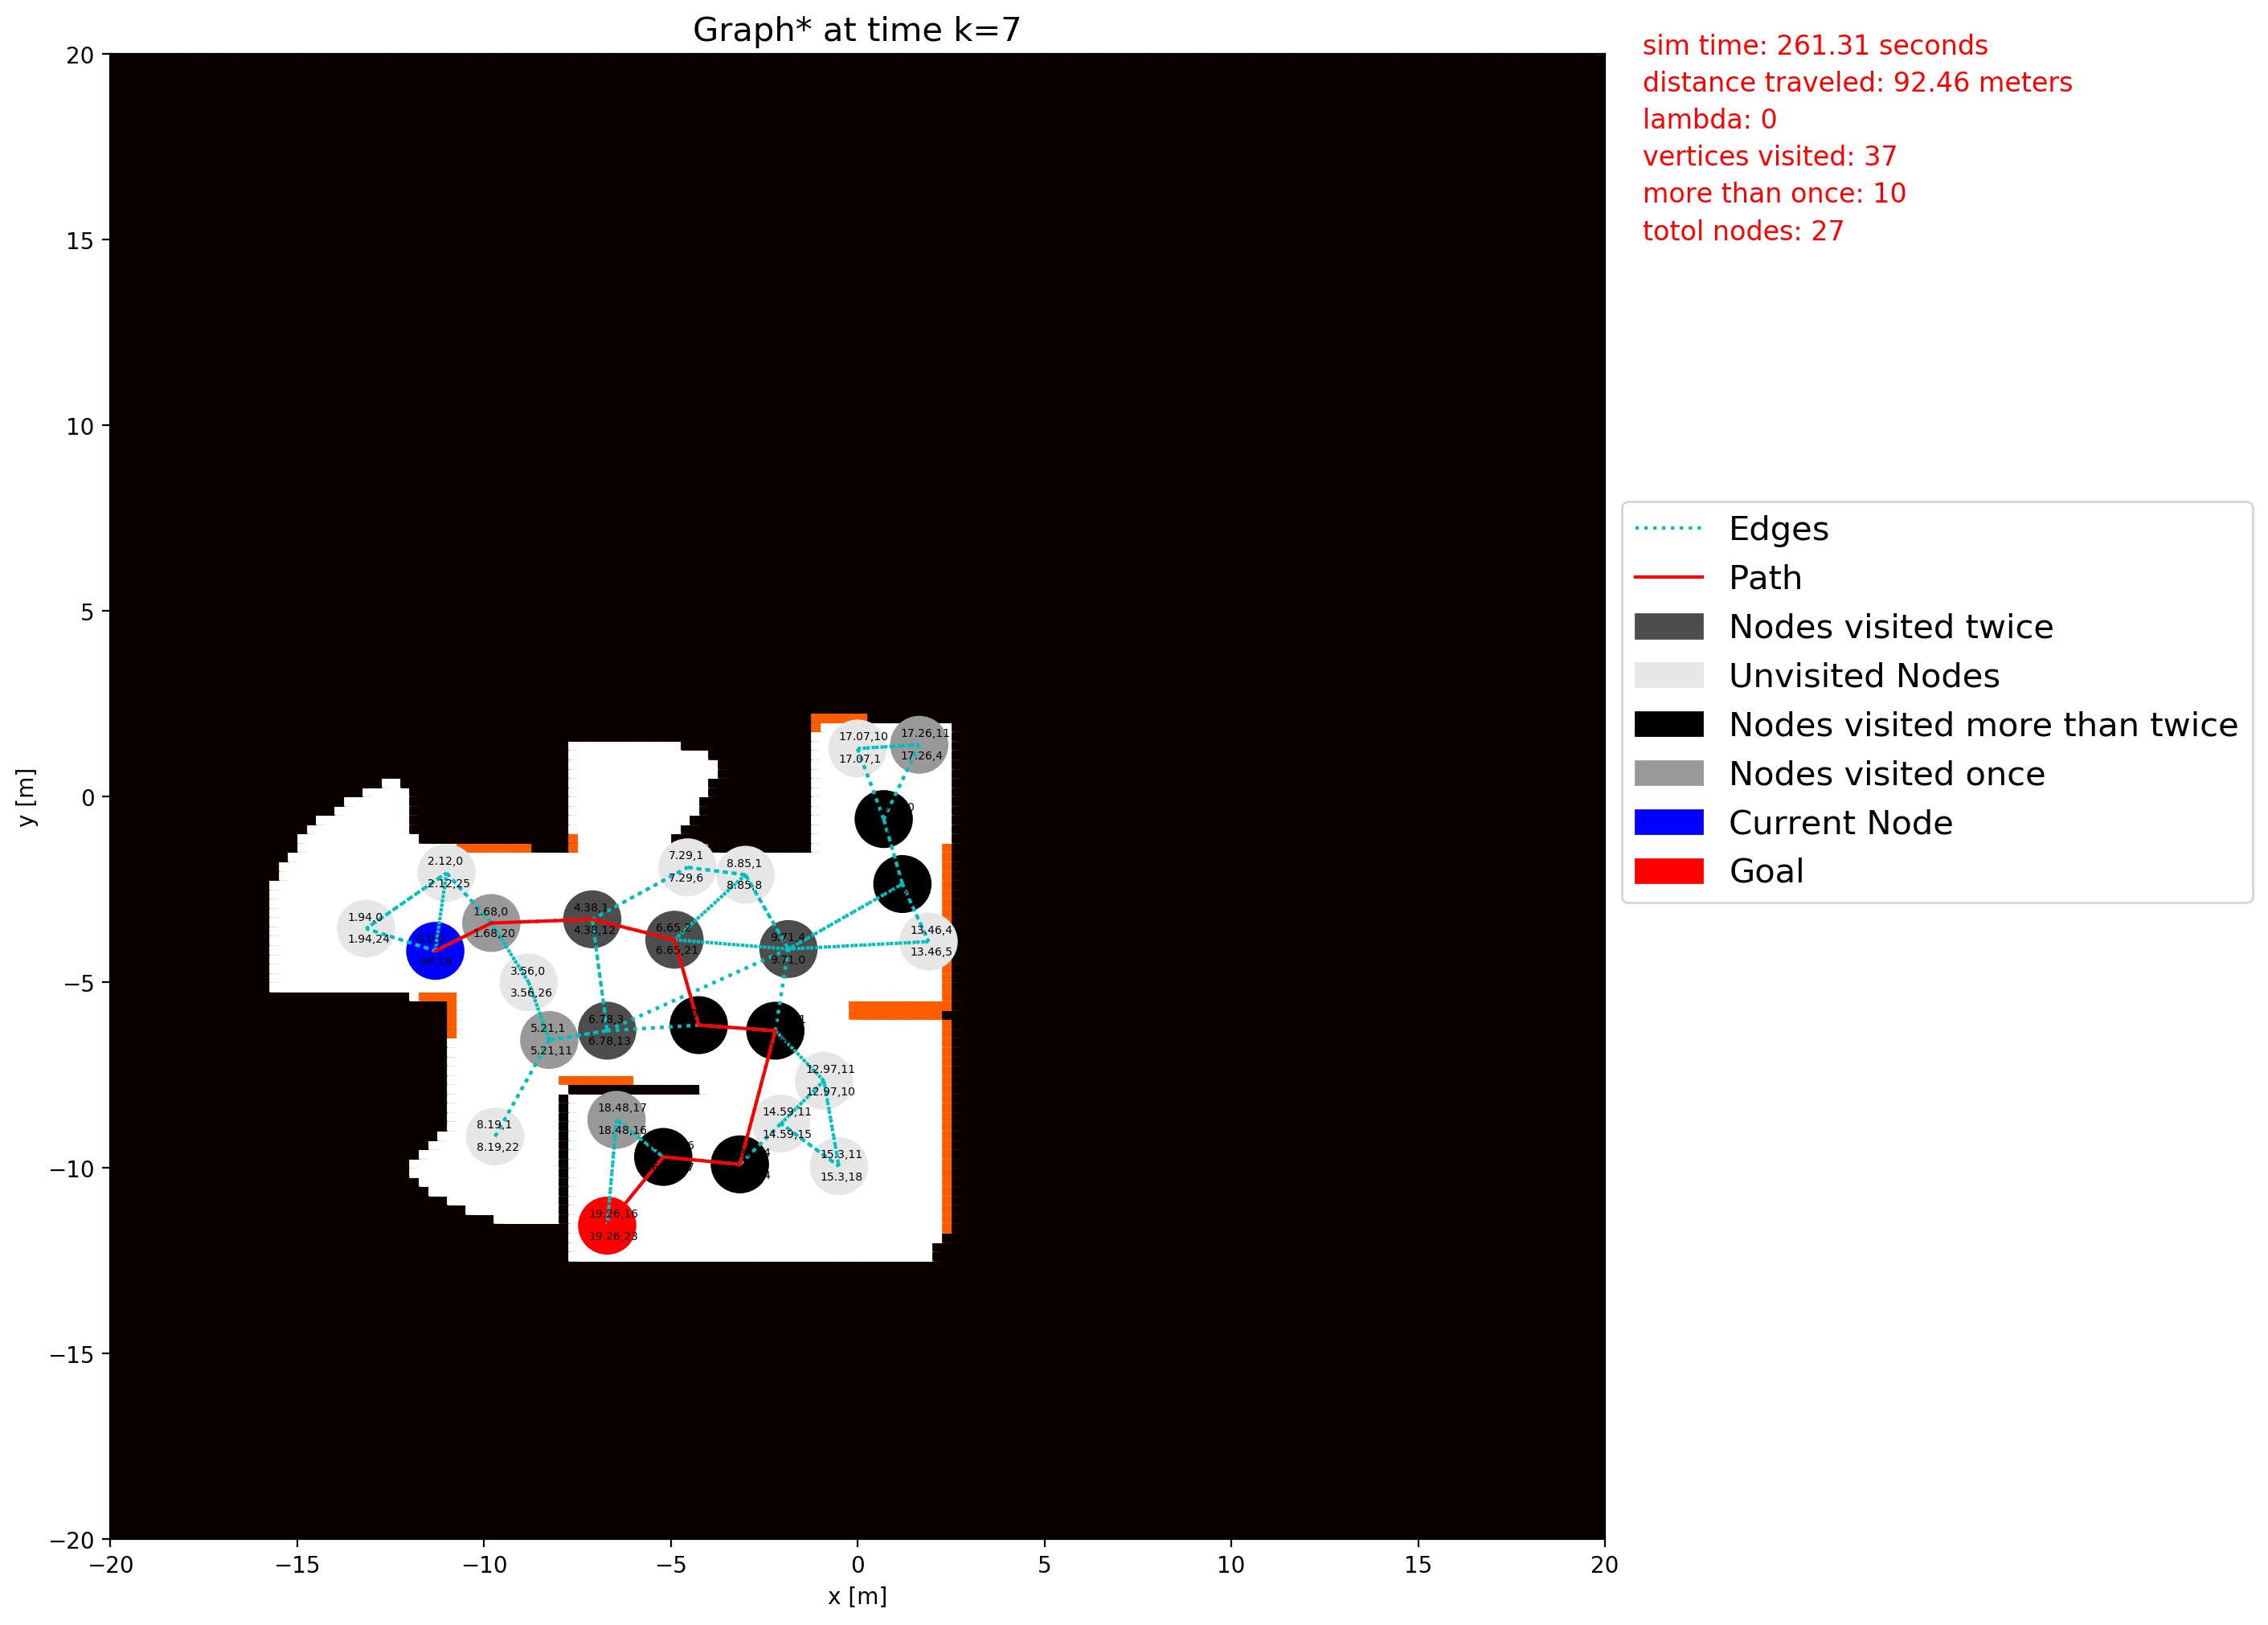 Graph* at time k=7
sim time: 261.31 seconds
distance traveled: 92.46 meters
lambda: 0
vertices visited: 37
more than once: 10
totol nodes: 27
20
15
10
5
0
−5
−10
−15
−20
y [m]
−20 −15 −10 −5 0 5 10 15 20
x [m]
Edges
Path
Nodes visited twice
Unvisited Nodes
Nodes visited more than twice
Nodes visited once
Current Node
Goal
17.07,10
17.07,1
17.26,11
17.26,4
2.12,0
2.12,25
7.29,1
7.29,6
8.85,1
8.85,8
1.94,0
1.94,24
1.68,0
1.68,20
4.38,1
4.38,12
6.65,2
6.65,21
9.71,4
9.71,0
13.46,4
13.46,5
3.56,0
3.56,26
5.21,1
5.21,11
6.78,3
6.78,13
12.97,11
12.97,10
14.59,11
14.59,15
8.19,1
8.19,22
18.48,17
18.48,16
15.3,11
15.3,18
19.26,16
19.26,23